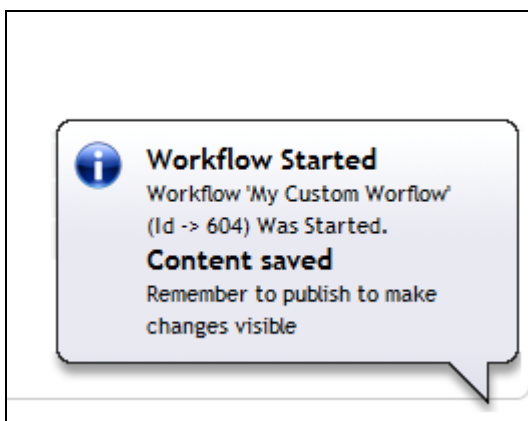 Workflow Started
Workflow 'My Custom Worflow'
(Id -> 604) Was Started.
Content saved
Remember to publish to make
changes visible